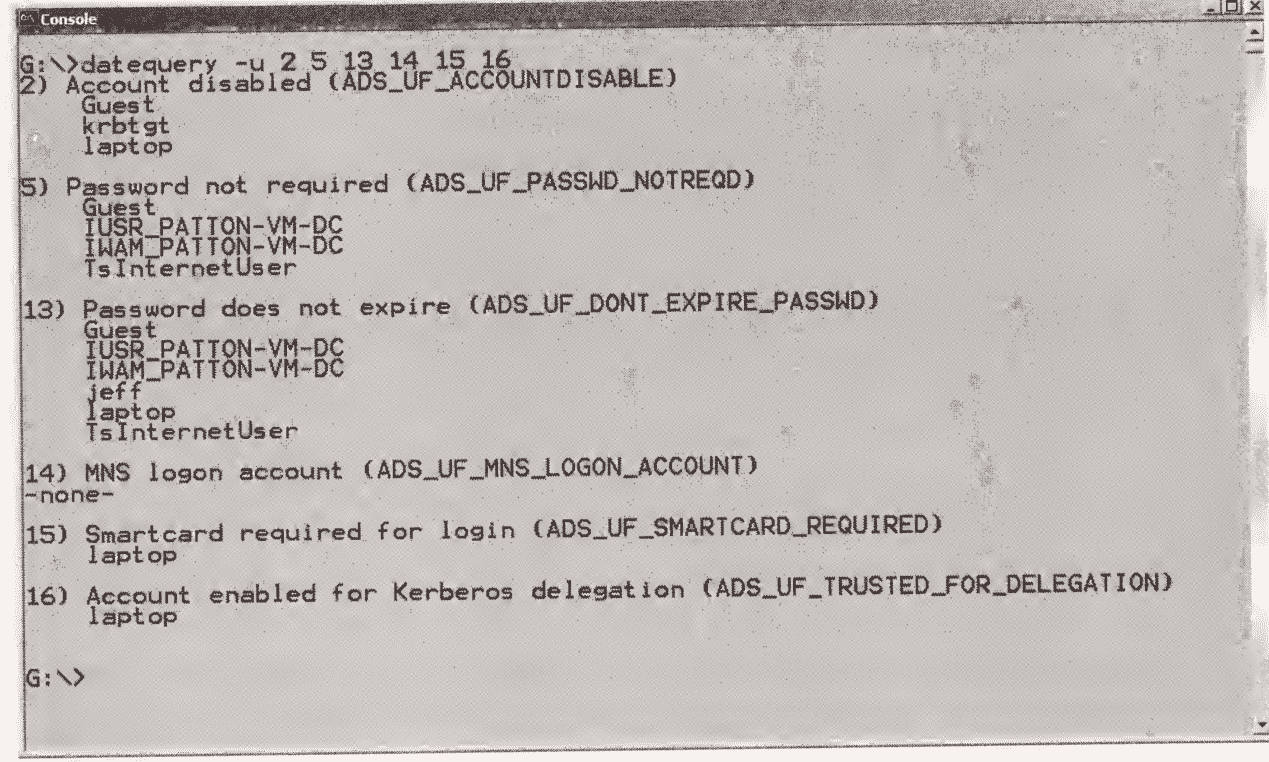 Console
G:\>datequery -u 2 5 13 14 15 16
2) Account disabled (ADS_UF_ACCOUNTDISABLE)
Guest
krbtgt
laptop
5) Password not required (ADS_UF_PASSWD_NOTREQD)
Guest
IUSR_PATTON-VM-DC
IWAM_PATTON-VM-DC
TsInternetUser
13) Password does not expire (ADS_UF_DONT_EXPIRE_PASSWD)
Guest
IUSR_PATTON-VM-DC
IWAM_PATTON-VM-DC
jeff
laptop
TsInternetUser
14) MNS logon account (ADS_UF_MNS_LOGON_ACCOUNT)
-none-
15) Smartcard required for login (ADS_UF_SMARTCARD_REQUIRED)
laptop
16) Account enabled for Kerberos delegation (ADS_UF_TRUSTED_FOR_DELEGATION)
laptop
G:\>